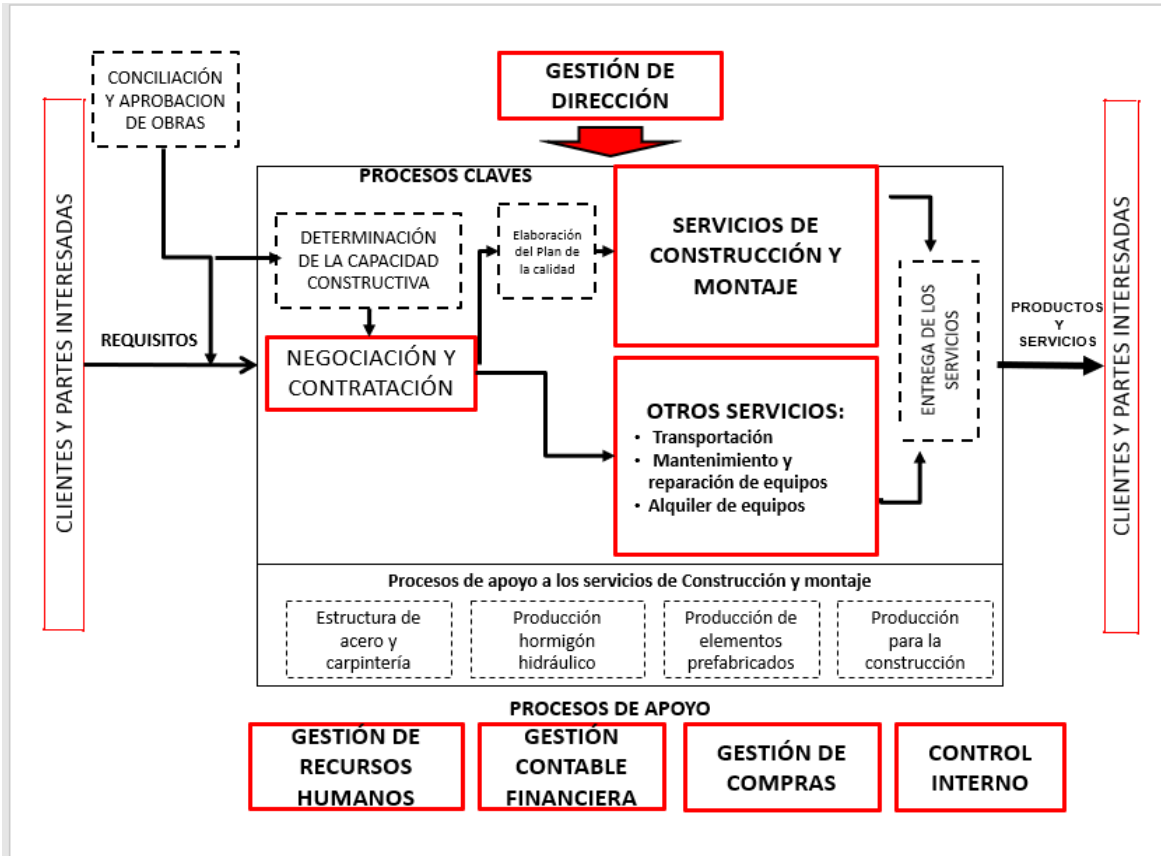 CONCILIACIÓN
Y APROBACION
DE OBRAS
GESTIÓN DE
DIRECCIÓN
CLIENTES Y PARTES INTERESADAS
REQUISITOS
PROCESOS CLAVES
DETERMINACIÓN
DE LA CAPACIDAD
CONSTRUCTIVA
Elaboración
del Plan de
la calidad
NEGOCIACIÓN Y
CONTRATACIÓN
SERVICIOS DE
CONSTRUCCIÓN Y
MONTAJE
OTROS SERVICIOS:
• Transportación
• Mantenimiento y
reparación de equipos
• Alquiler de equipos
ENTREGA DE LOS
SERVICIOS
PRODUCTOS
Y
SERVICIOS
CLIENTES Y PARTES INTERESADAS
Procesos de apoyo a los servicios de Construcción y montaje
Estructura de
acero y
carpintería
Producción
hormigón
hidráulico
Producción de
elementos
prefabricados
Producción
para la
construcción
PROCESOS DE APOYO
GESTIÓN DE
RECURSOS
HUMANOS
GESTIÓN
CONTABLE
FINANCIERA
GESTIÓN DE
COMPRAS
CONTROL
INTERNO